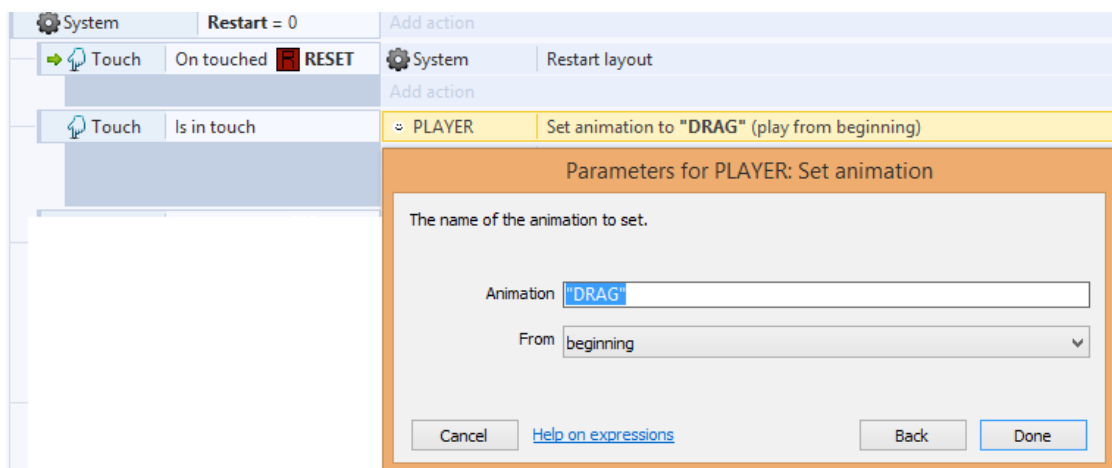 System Restart = 0 Add action
Touch On touched R RESET System Restart layout
Add action
Touch Is in touch PLAYER Set animation to "DRAG" (play from beginning)
Parameters for PLAYER: Set animation
The name of the animation to set.
Animation "DRAG"
From beginning
Cancel Help on expressions Back Done